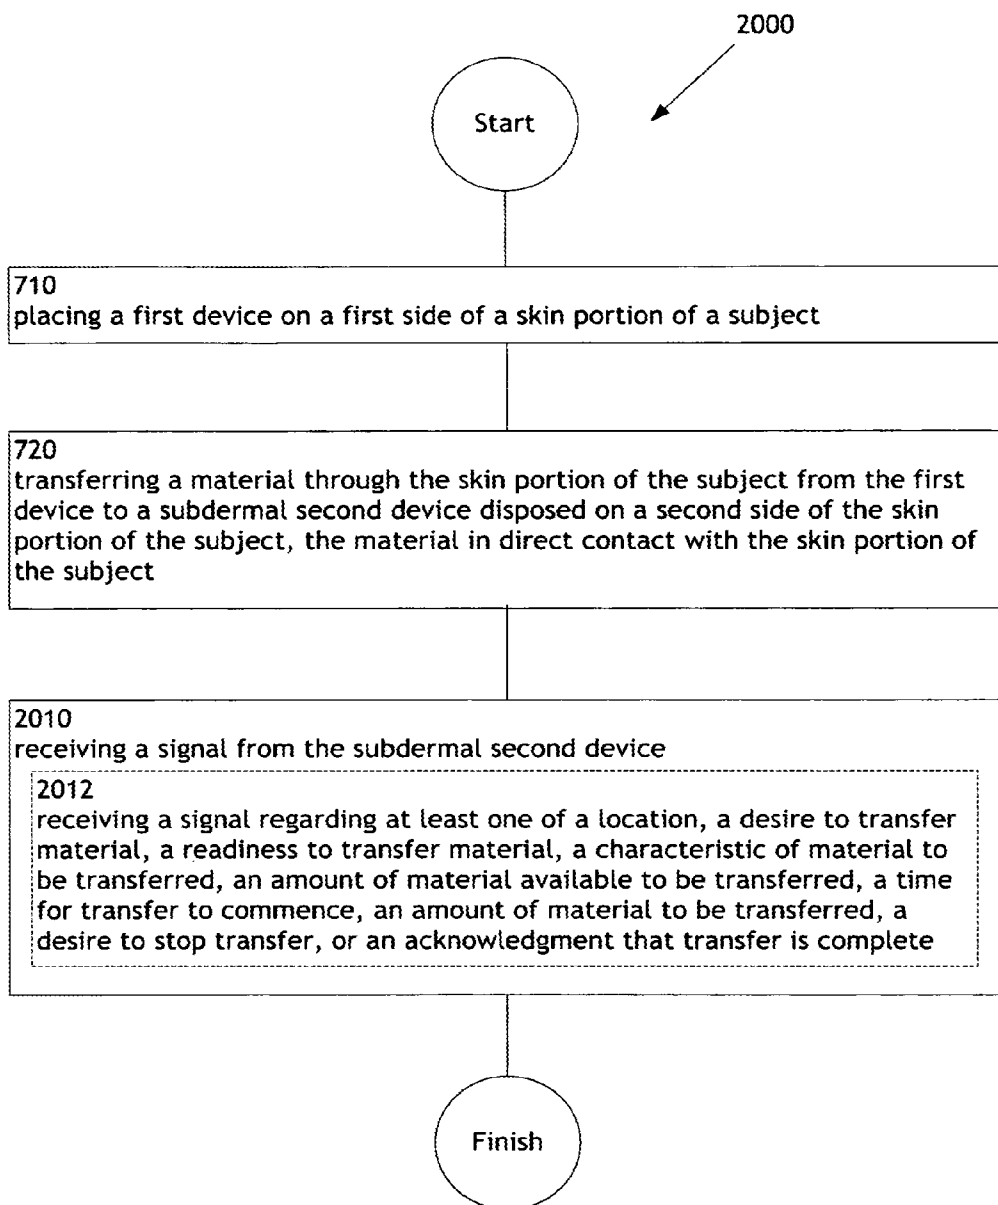 2000
Start
710
placing a first device on a first side of a skin portion of a subject
720
transferring a material through the skin portion of the subject from the first
device to a subdermal second device disposed on a second side of the skin
portion of the subject, the material in direct contact with the skin portion of
the subject
2010
receiving a signal from the subdermal second device
2012
receiving a signal regarding at least one of a location, a desire to transfer
material, a readiness to transfer material, a characteristic of material to
be transferred, an amount of material available to be transferred, a time
for transfer to commence, an amount of material to be transferred, a
desire to stop transfer, or an acknowledgment that transfer is complete
Finish